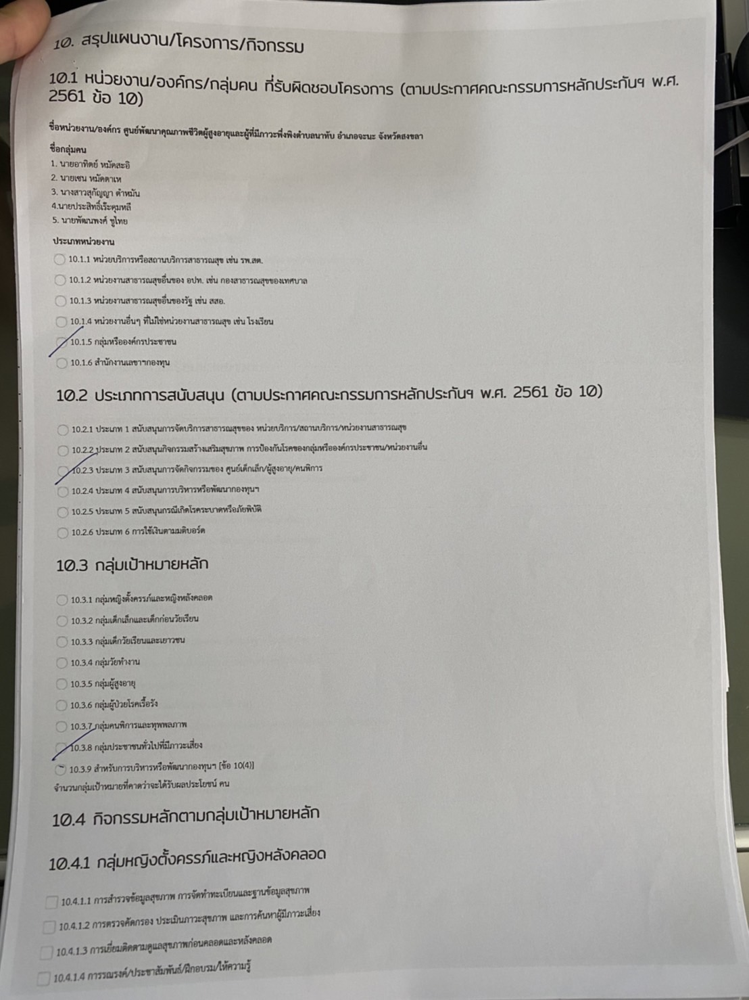 10. สรุปแผนงาน/โครงการ/กิจกรรม
10.1 หน่วยงาน/องค์กร/กลุ่มคน ที่รับผิดชอบโครงการ (ตามประกาศคณะกรรมการหลักประกันฯ พ.ศ.
2561 ข้อ 10)
ชื่อหน่วยงาน/องค์กร ศูนย์พัฒนาคุณภาพชีวิตผู้สูงอายุและผู้ที่มีภาวะพึ่งพิงตำบลนาทับ อำเภอจะนะ จังหวัดสงขลา
ชื่อกลุ่มคน
1. นายอาทิตย์ หมัดสะอิ
2. นายเซน หมัดตาเห
3. นางสาวสุกัญญา ดำหมัน
4.นายประสิทธิ์เร๊ะดุมหลี
5. นายพัฒนพงศ์ ชูไทย
ประเภทหน่วยงาน
10.1.1 หน่วยบริการหรือสถานบริการสาธารณสุข เช่น รพ.สต.
10.1.2 หน่วยงานสาธารณสุขอื่นของ อปท. เช่น กองสาธารณสุขของเทศบาล
10.1.3 หน่วยงานสาธารณสุขอื่นของรัฐ เช่น สสอ.
10.1.4 หน่วยงานอื่นๆ ที่ไม่ใช่หน่วยงานสาธารณสุข เช่น โรงเรียน
10.1.5 กลุ่มหรือองค์กรประชาชน
10.1.6 สำนักงานเลขาฯกองทุน
10.2 ประเภทการสนับสนุน (ตามประกาศคณะกรรมการหลักประกันฯ พ.ศ. 2561 ข้อ 10)
10.2.1 ประเภท 1 สนับสนุนการจัดบริการสาธารณสุขของ หน่วยบริการ/สถานบริการ/หน่วยงานสาธารณสุข
10.2.2 ประเภท 2 สนับสนุนกิจกรรมสร้างเสริมสุขภาพ การป้องกันโรคของกลุ่มหรือองค์กรประชาชน/หน่วยงานอื่น
10.2.3 ประเภท 3 สนับสนุนการจัดกิจกรรมของ ศูนย์เด็กเล็ก/ผู้สูงอายุ/คนพิการ
10.2.4 ประเภท 4 สนับสนุนการบริหารหรือพัฒนากองทุนฯ
10.2.5 ประเภท 5 สนับสนุนกรณีเกิดโรคระบาดหรือภัยพิบัติ
10.2.6 ประเภท 6 การใช้เงินตามมติบอร์ด
10.3 กลุ่มเป้าหมายหลัก
10.3.1 กลุ่มหญิงตั้งครรภ์และหญิงหลังคลอด
10.3.2 กลุ่มเด็กเล็กและเด็กก่อนวัยเรียน
10.3.3 กลุ่มเด็กวัยเรียนและเยาวชน
10.3.4 กลุ่มวัยทำงาน
10.3.5 กลุ่มผู้สูงอายุ
10.3.6 กลุ่มผู้ป่วยโรคเรื้อรัง
10.3.7 กลุ่มคนพิการและทุพพลภาพ
10.3.8 กลุ่มประชาชนทั่วไปที่มีภาวะเสี่ยง
10.3.9 สำหรับการบริหารหรือพัฒนากองทุนฯ [ข้อ 10(4)]
จำนวนกลุ่มเป้าหมายที่คาดว่าจะได้รับผลประโยชน์ คน
10.4 กิจกรรมหลักตามกลุ่มเป้าหมายหลัก
10.4.1 กลุ่มหญิงตั้งครรภ์และหญิงหลังคลอด
10.4.1.1 การสำรวจข้อมูลสุขภาพ การจัดทำทะเบียนและฐานข้อมูลสุขภาพ
10.4.1.2 การตรวจคัดกรอง ประเมินภาวะสุขภาพ และการค้นหาผู้มีภาวะเสี่ยง
10.4.1.3 การเยี่ยมติดตามดูแลสุขภาพก่อนคลอดและหลังคลอด
10.4.1.4 การรณรงค์/ประชาสัมพันธ์/ฝึกอบรม/ให้ความรู้